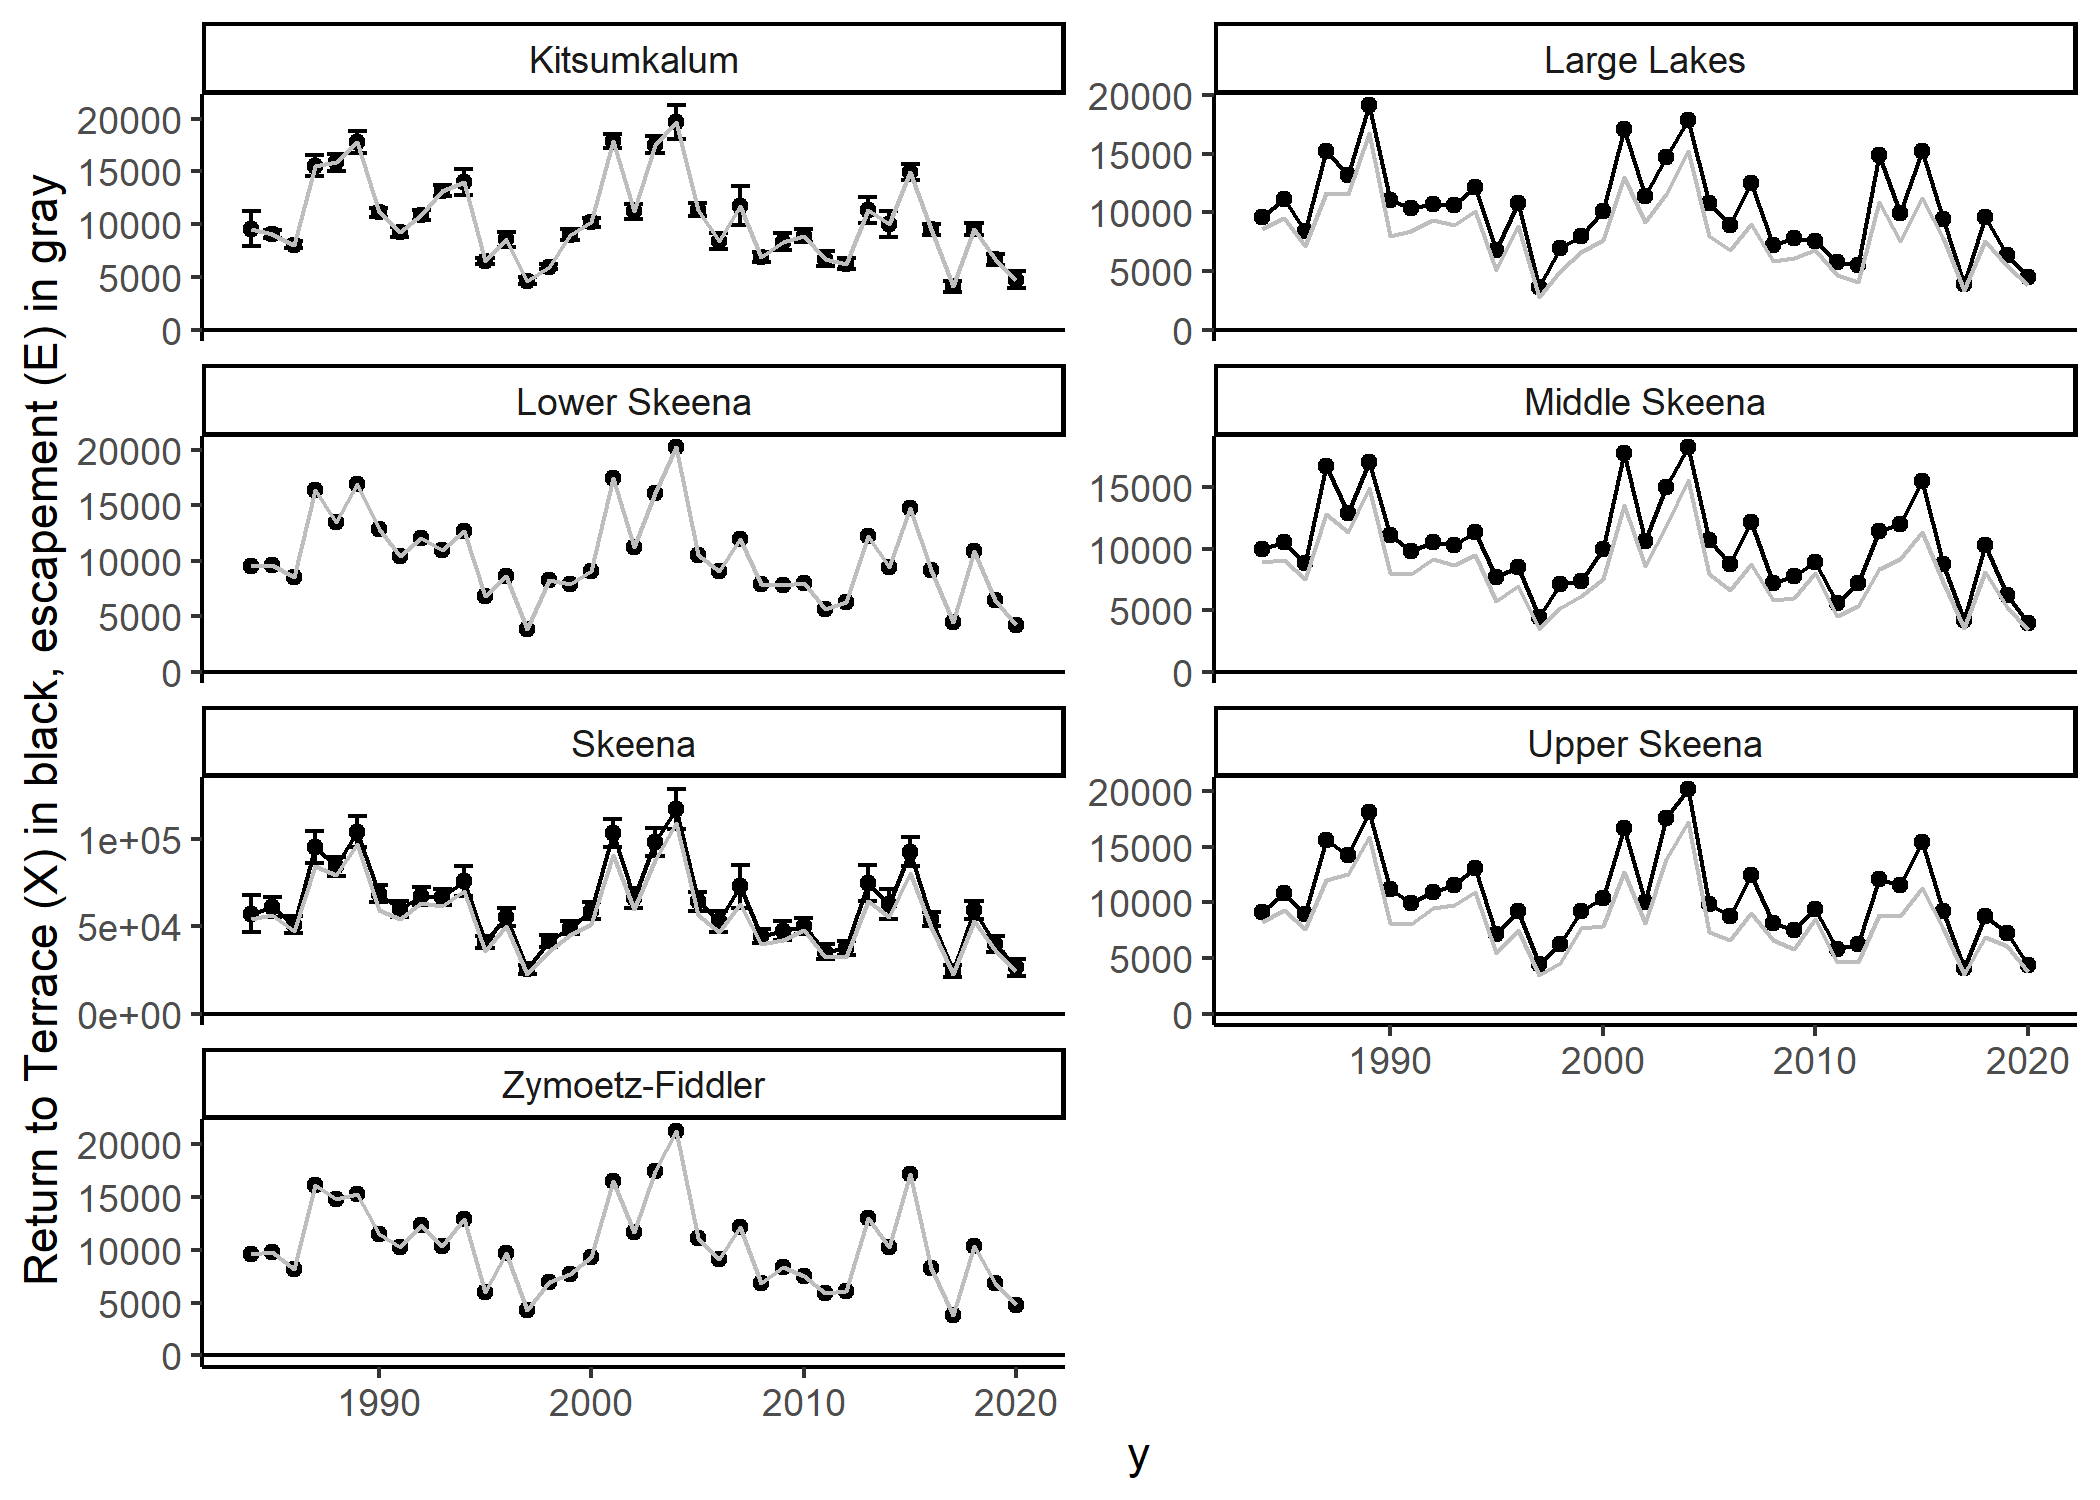 Return to Terrace (X) in black, escapement (E) in gray
Kitsumkalum
20000
15000
10000
5000
0
Large Lakes
20000
15000
10000
5000
0
Lower Skeena
20000
15000
10000
5000
0
Middle Skeena
15000
10000
5000
0
Skeena
1e+05
5e+04
0e+00
Upper Skeena
20000
15000
10000
5000
0
1990 2000 2010 2020
Zymoetz-Fiddler
20000
15000
10000
5000
0
1990 2000 2010 2020
y